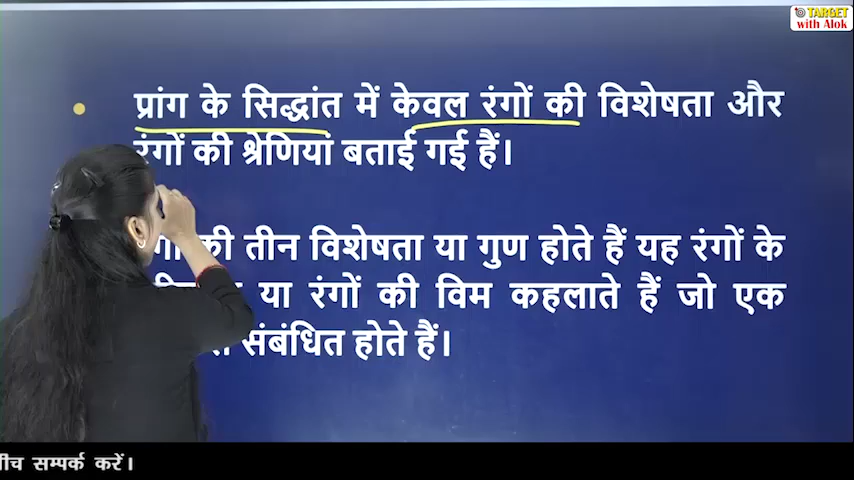 TARGET
with Alok
प्रांग के सिद्धांत में केवल रंगों की विशेषता और
रंगों की श्रेणियां बताई गई हैं।
की तीन विशेषता या गुण होते हैं यह रंगों के
या रंगों की विम कहलाते हैं जो एक
संबंधित होते हैं।
सम्पर्क करें।